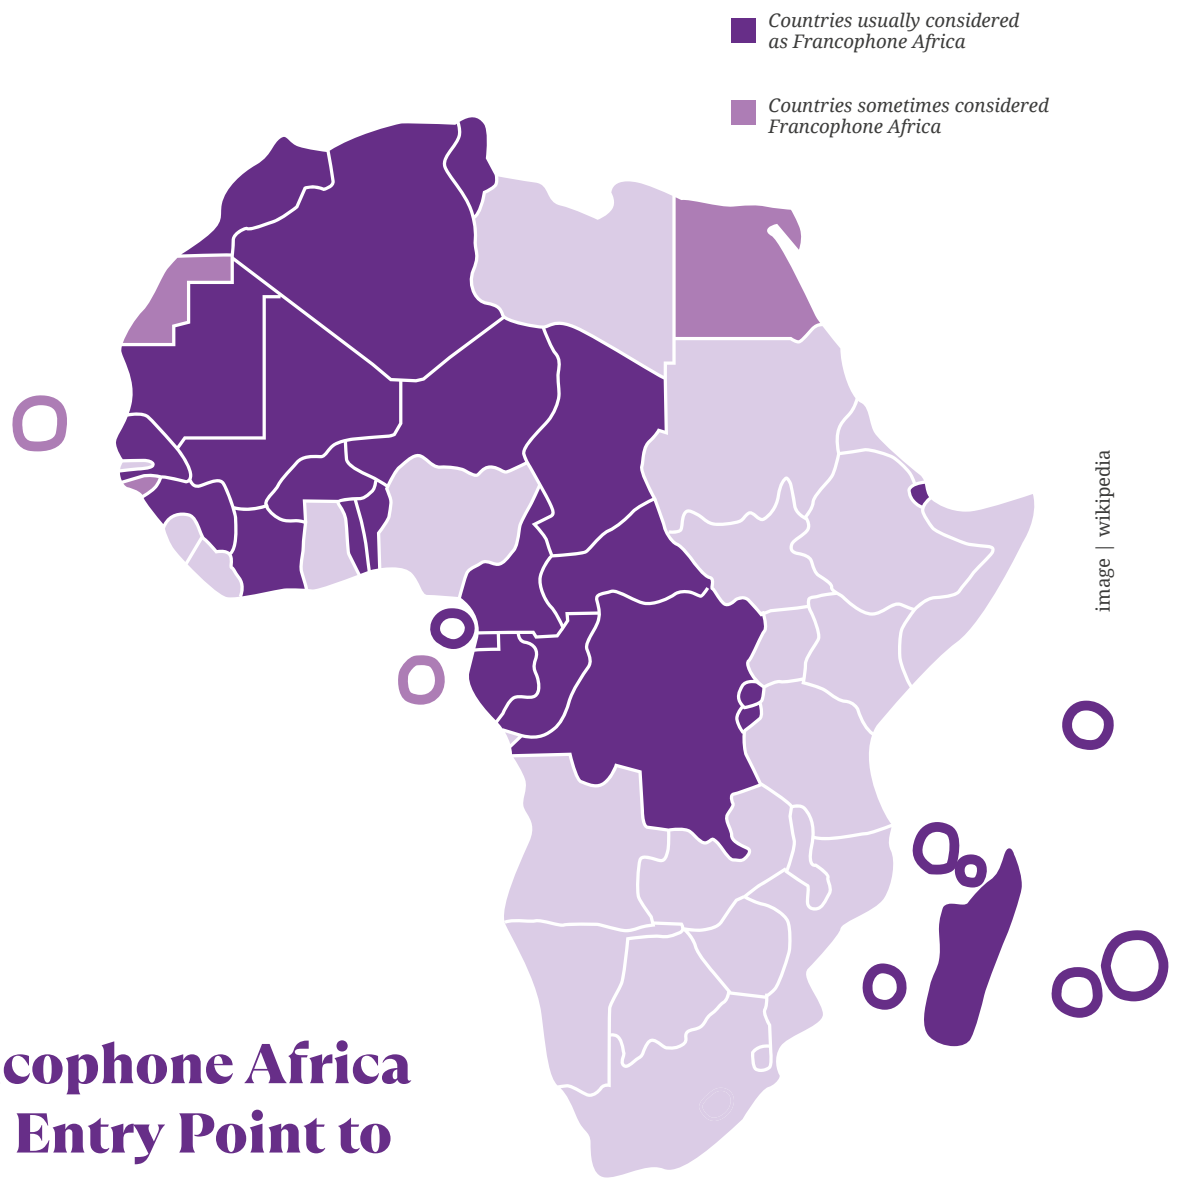 Countries usually considered
as Francophone Africa
Countries sometimes considered
Francophone Africa
image | wikipedia
cophone Africa
Entry Point to